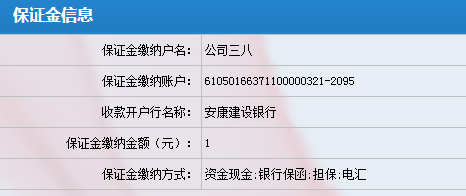 保证金信息
保证金缴纳户名： 公司三八
保证金缴纳账户： 61050166371100000321-2095
收款开户行名称： 安康建设银行
保证金缴纳金额（元）： 1
保证金缴纳方式： 资金现金;银行保函;担保;电汇